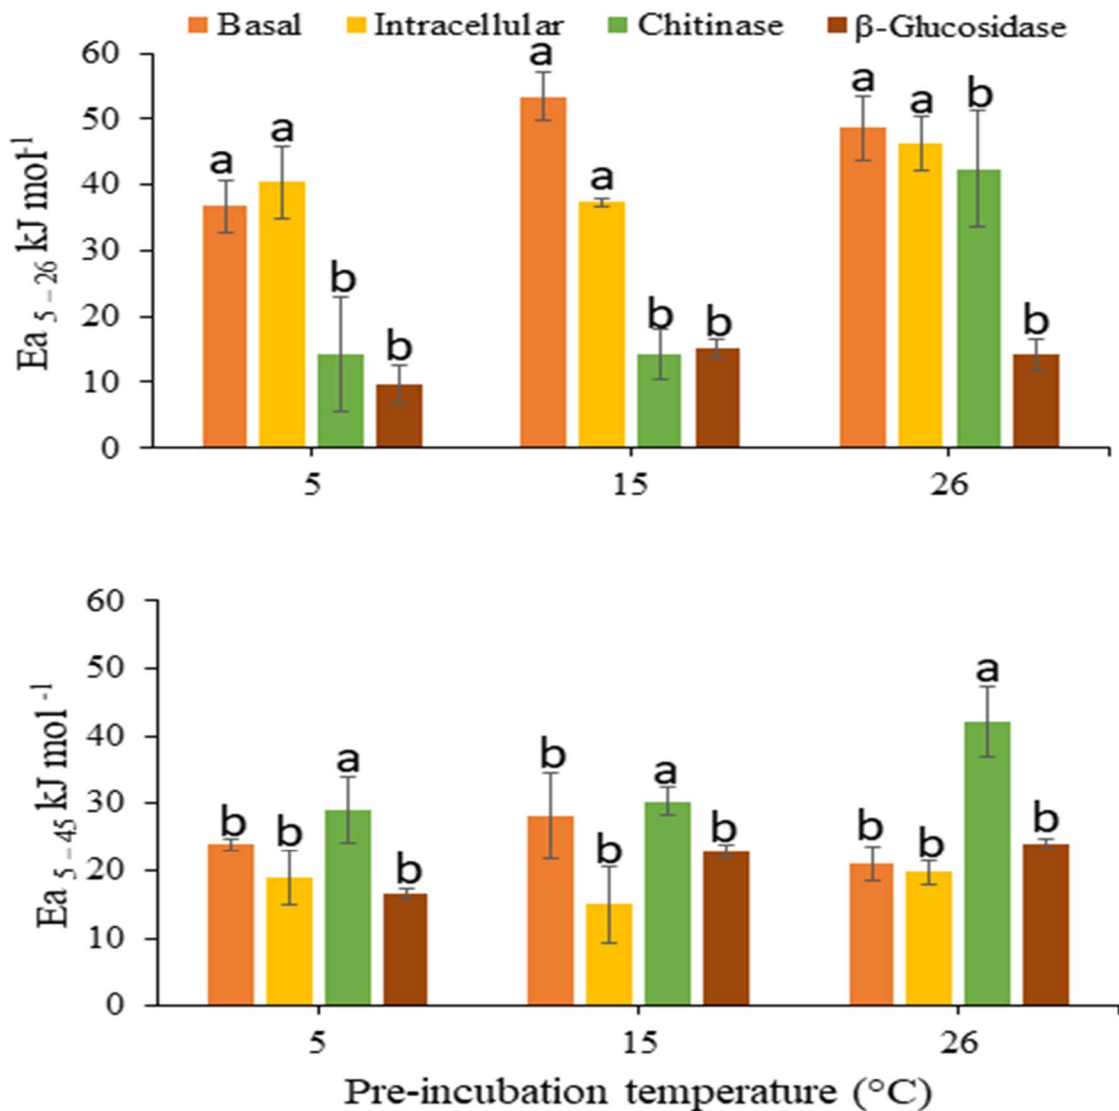 Basal Intracellular Chitinase β-Glucosidase
60
50
40
30
20
10
0
Ea 5 – 26 kJ mol-1
a a b b
a a b b
a a b b
5 15 26
60
50
40
30
20
10
0
Ea 5 – 45 kJ mol -1
b b a b
b b a b
b b a b
5 15 26
Pre-incubation temperature (°C)